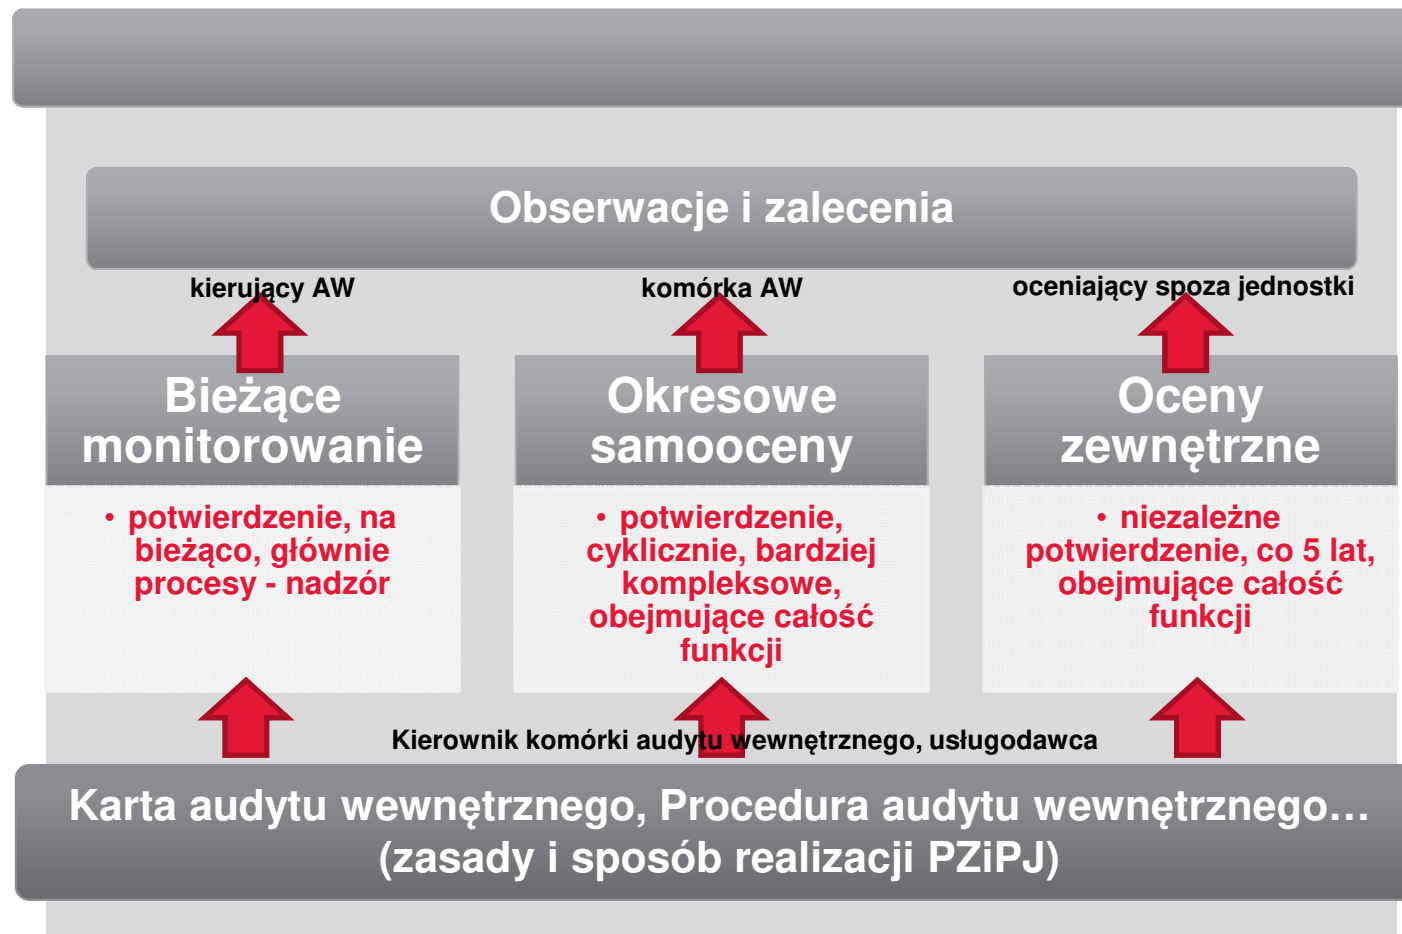 Obserwacje i zalecenia
kierujący AW
komórka AW
oceniający spoza jednostki
Bieżące
monitorowanie
• potwierdzenie, na
bieżąco, głównie
procesy - nadzór
Okresowe
samooceny
• potwierdzenie,
cyklicznie, bardziej
kompleksowe,
obejmujące całość
funkcji
Oceny
zewnętrzne
• niezależne
potwierdzenie, co 5 lat,
obejmujące całość
funkcji
Kierownik komórki audytu wewnętrznego, usługodawca
Karta audytu wewnętrznego, Procedura audytu wewnętrznego…
(zasady i sposób realizacji PZiPJ)